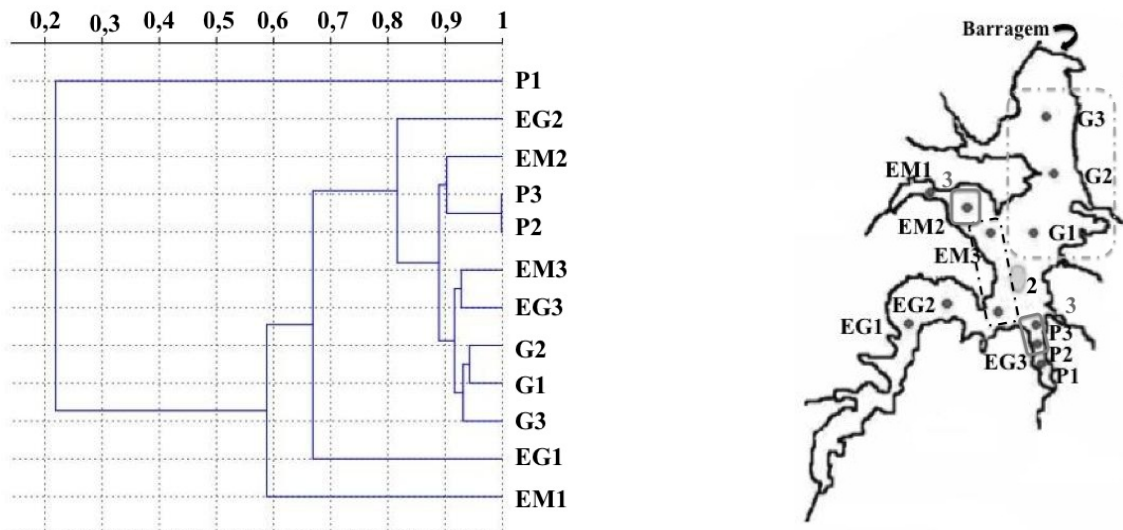 0,2 0,3 0,4 0,5 0,6 0,7 0,8 0,9 1
P1
EG2
EM2
P3
P2
EM3
EG3
G2
G1
G3
EG1
EM1
Barragem
G3
EM1 3
G2
EM2
G1
EM3
2
EG2
3
EG1
P3
EG3
P2
P1